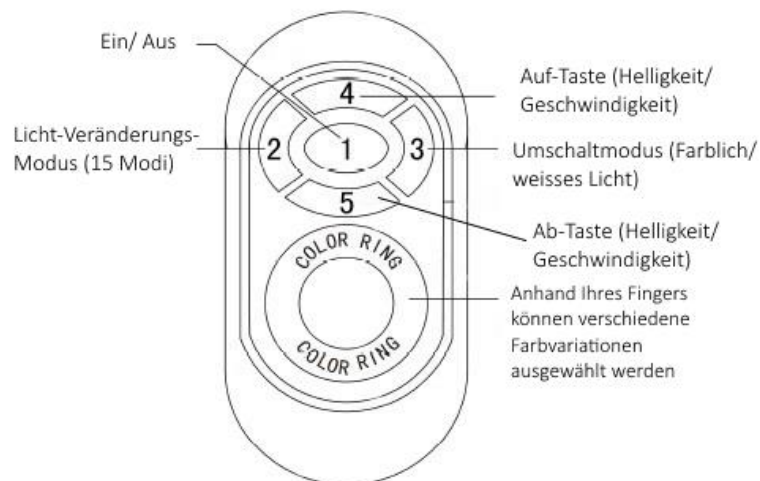 Ein/ Aus
Auf-Taste (Helligkeit/
Geschwindigkeit)
4
Licht-Veränderungs-
Modus (15 Modi)
2
1
3
Umschaltmodus (Farblich/
weisses Licht)
5
Ab-Taste (Helligkeit/
Geschwindigkeit)
COLOR RING
COLOR RING
Anhand Ihres Fingers
können verschiedene
Farbvariationen
ausgewählt werden